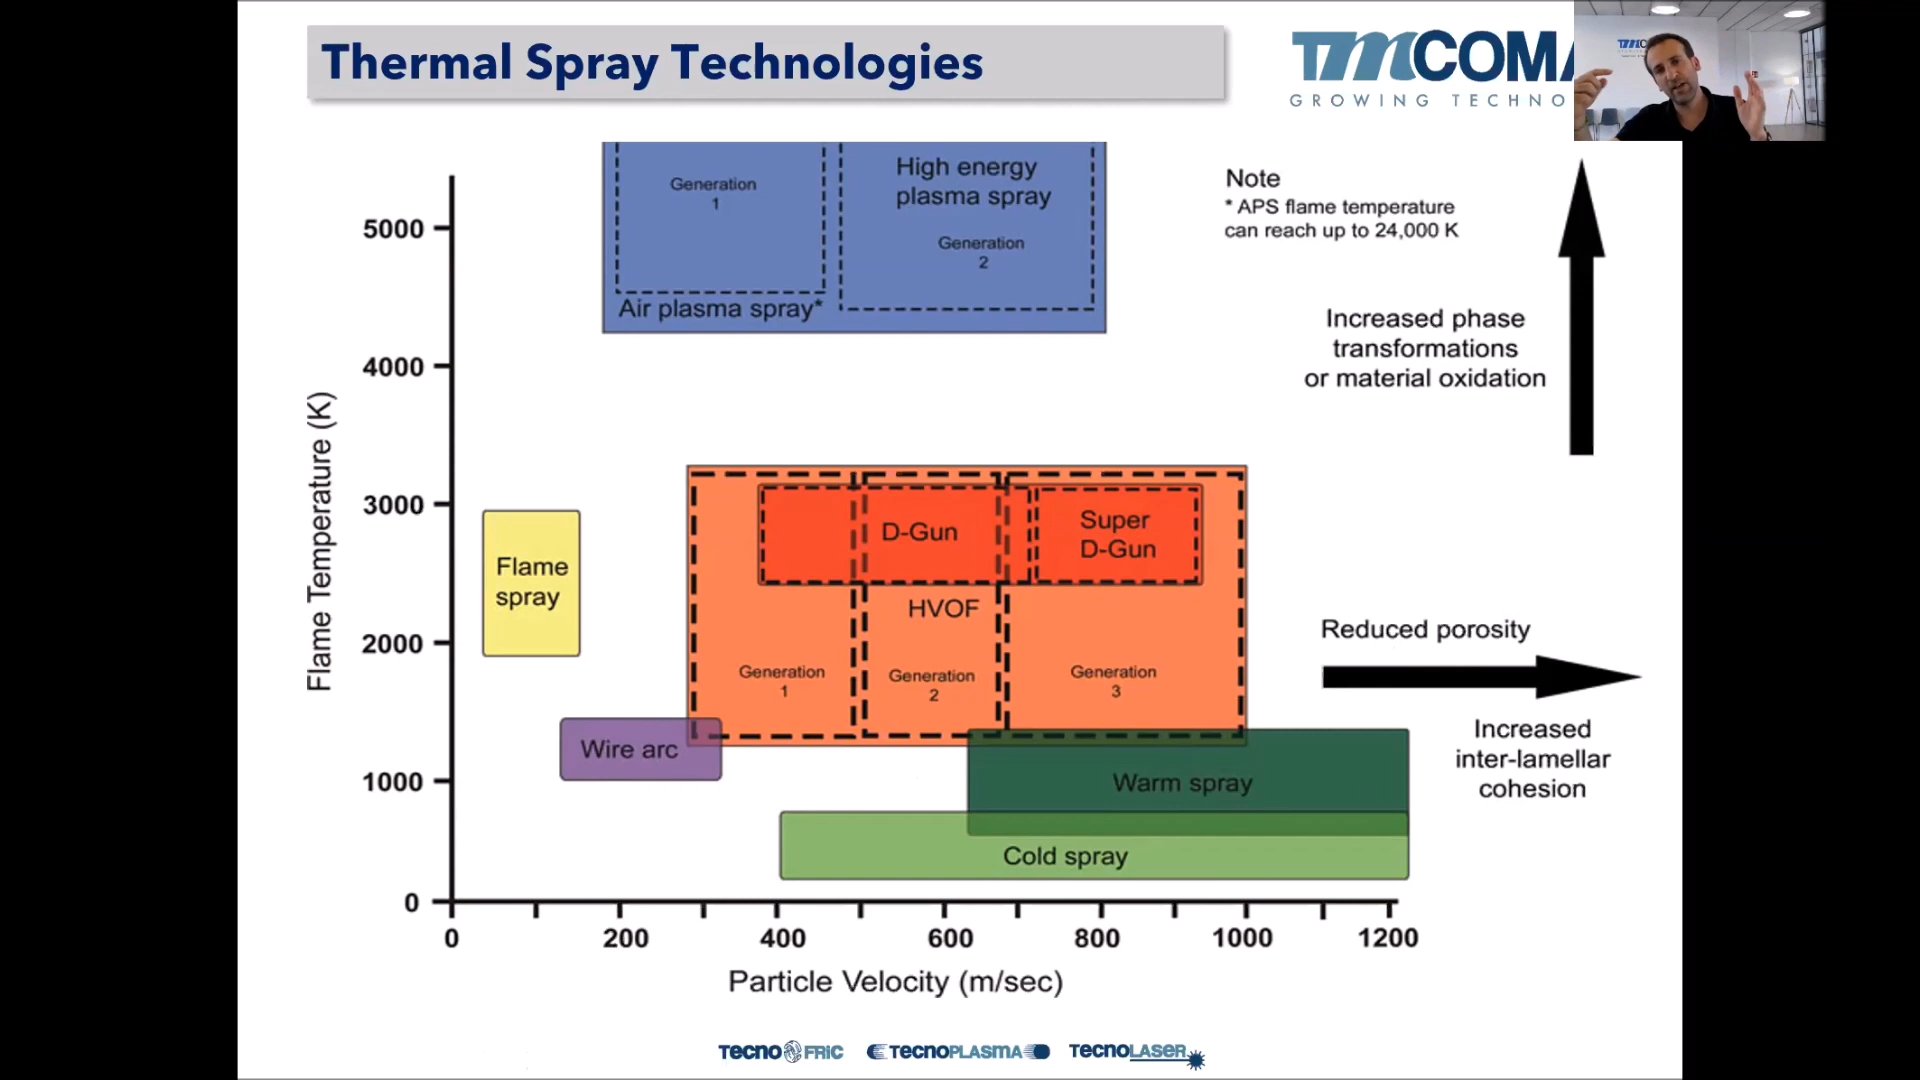 Thermal Spray Technologies
TMCOMA
GROWING TECHNO
Generation
1
High energy
plasma spray
Generation
2
Air plasma spray*
Note
* APS flame temperature
can reach up to 24,000 K
Increased phase
transformations
or material oxidation
Flame Temperature (K)
5000
4000
3000
2000
1000
0
Flame
spray
D-Gun
Super
D-Gun
HVOF
Generation
1
Generation
2
Generation
3
Wire arc
Warm spray
Cold spray
Reduced porosity
Increased
inter-lamellar
cohesion
0
200
400
600
800
1000
1200
Particle Velocity (m/sec)
TECNOFRIC
TECNOPLASMA
TECNOLASER